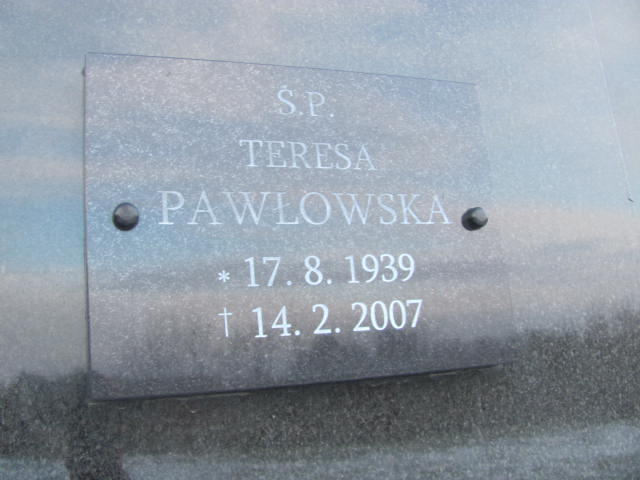 Ś.P.
TERESA
PAWŁOWSKA
* 17. 8. 1939
† 14. 2. 2007